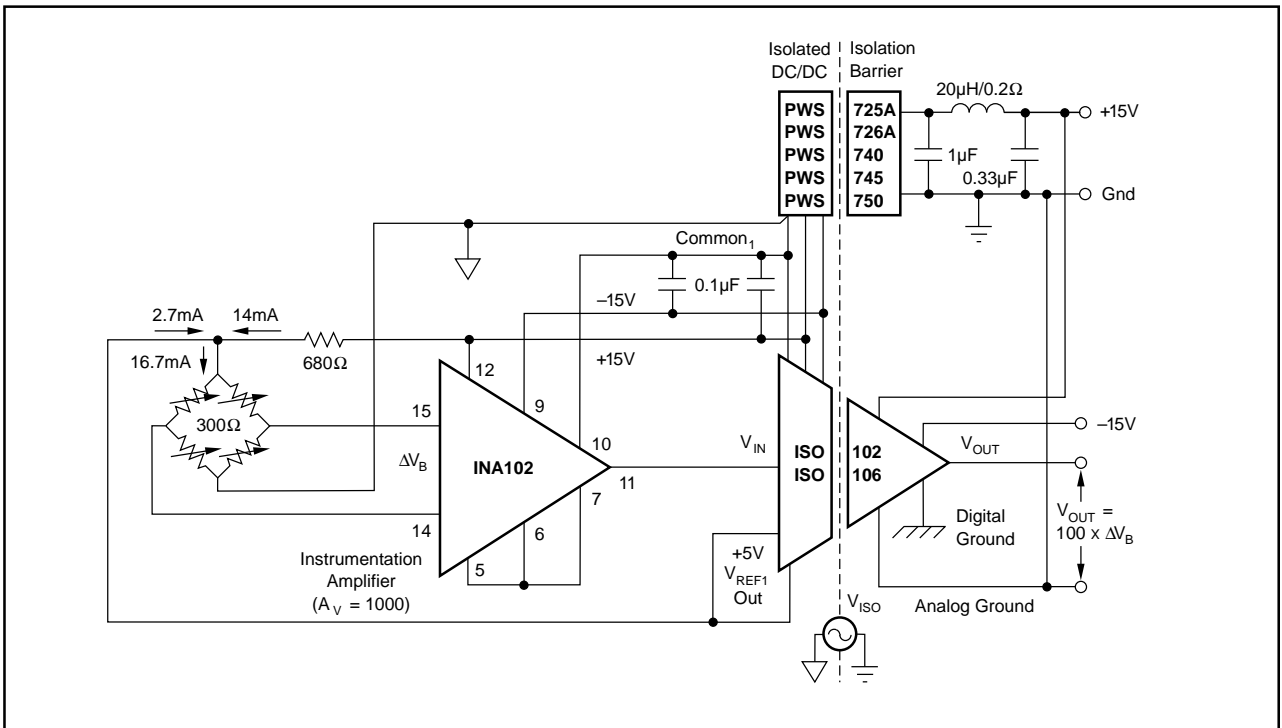 Isolated
DC/DC
Isolation
Barrier
20µH/0.2Ω
PWS 725A
PWS 726A
PWS 740
PWS 745
PWS 750
+15V
1µF
0.33µF
Gnd
Common1
0.1µF
–15V
2.7mA
14mA
16.7mA
680Ω
+15V
12
9
15
300Ω
10
–15V
ΔVB
INA102
VIN
ISO 102
ISO 106
VOUT
11
7
14
6
5
Digital
Ground
VOUT =
100 x ΔVB
Instrumentation
Amplifier
(AV = 1000)
+5V
VREF1
Out
VISO
Analog Ground